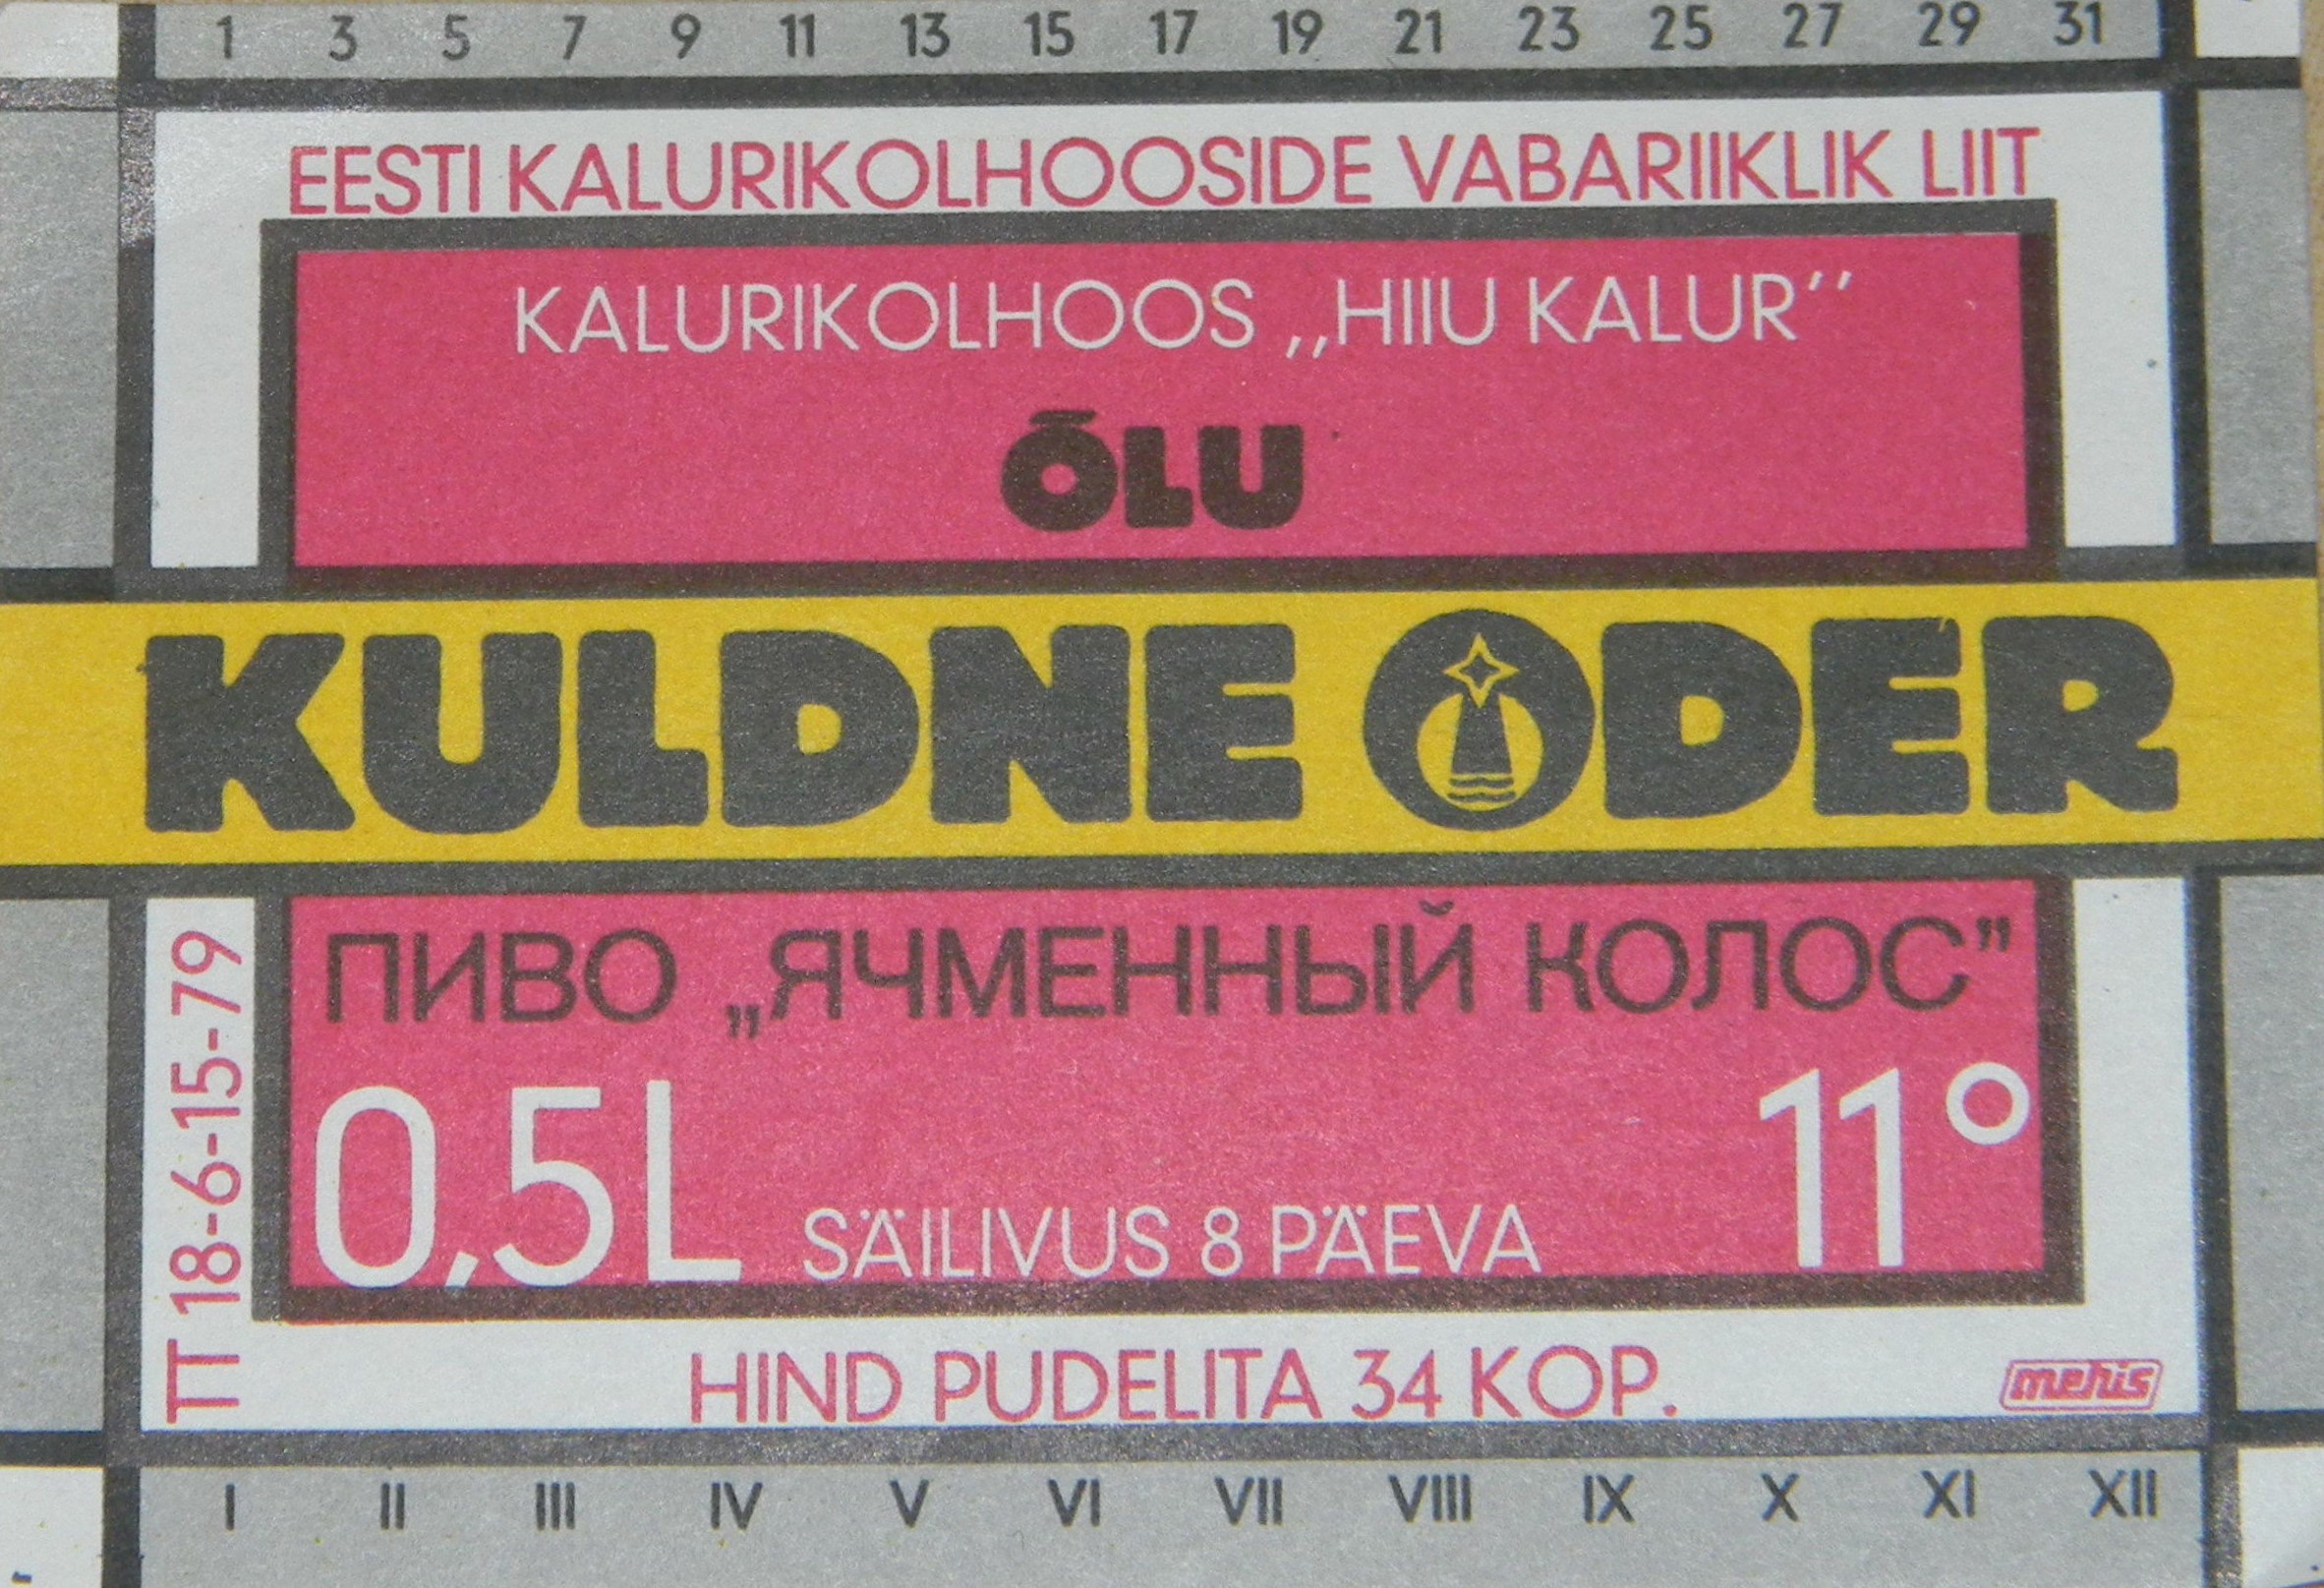 1 3 5 7 9 11 13 15 17 19 21 23 25 27 29 31
EESTI KALURIKOLHOOSIDE VABARIIKLIK LIIT
KALURIKOLHOOS ,,HIIU KALUR’’
ÕLU
KULDNE ODER
ПИВО „ЯЧМЕННЫЙ КОЛОС”
0,5L SÄILIVUS 8 PÄEVA 11°
TT 18-6-15-79
HIND PUDELITA 34 KOP.
mehis
I II III IV V VI VII VIII IX X XI XII